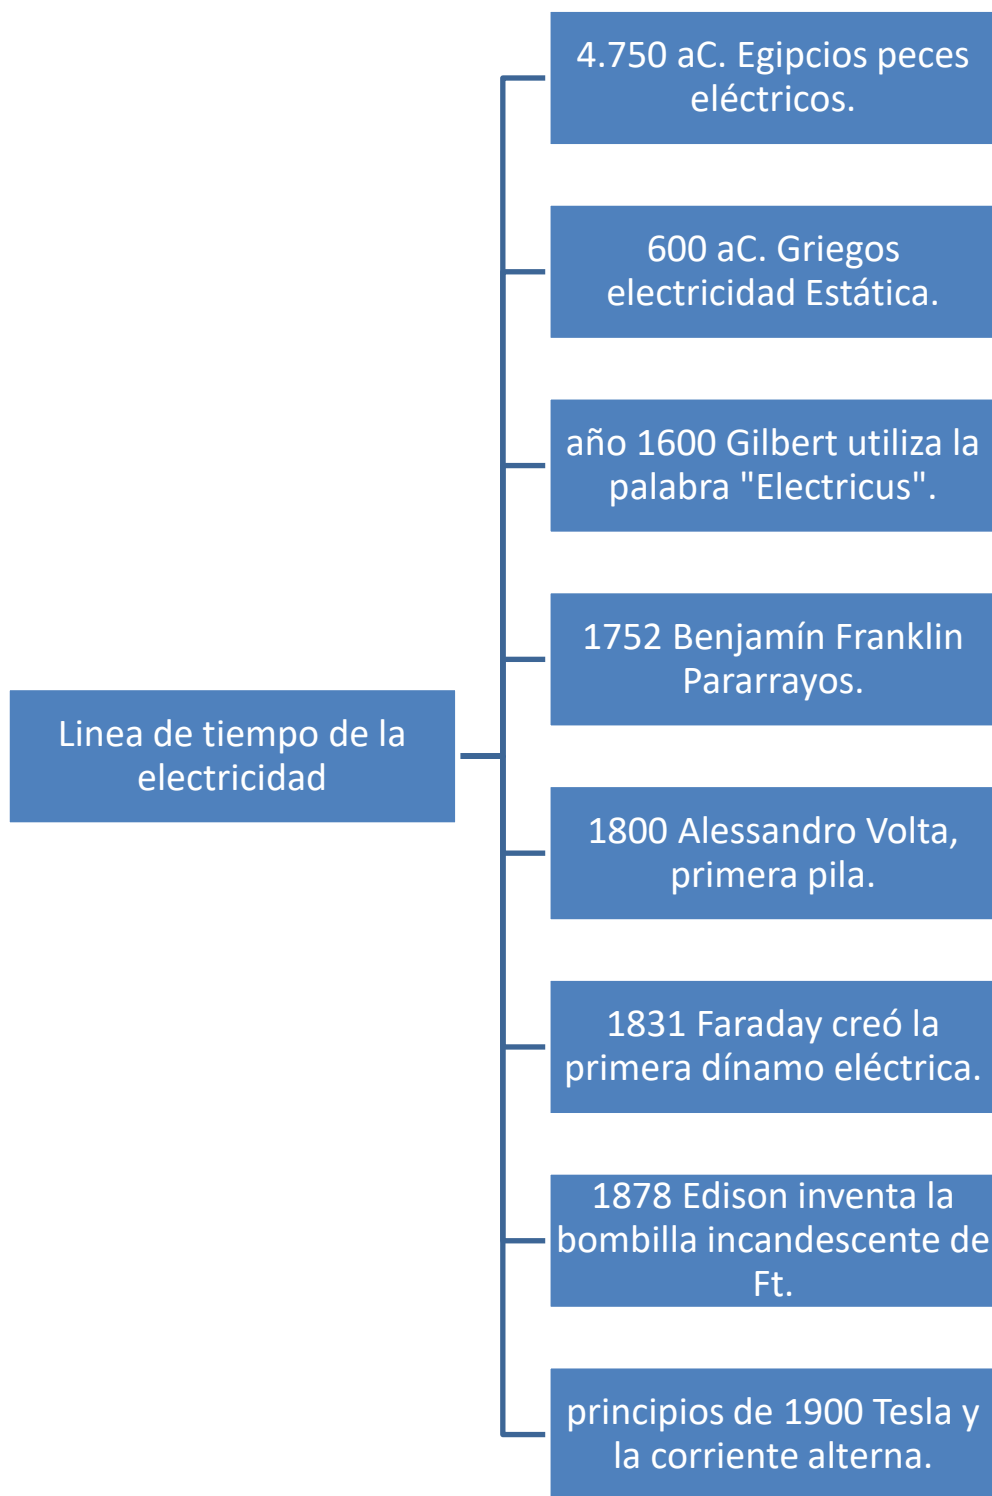 4.750 aC. Egipcios peces
eléctricos.
600 aC. Griegos
electricidad Estática.
año 1600 Gilbert utiliza la
palabra "Electricus".
1752 Benjamín Franklin
Pararrayos.
Linea de tiempo de la
electricidad
1800 Alessandro Volta,
primera pila.
1831 Faraday creó la
primera dínamo eléctrica.
1878 Edison inventa la
bombilla incandescente de
Ft.
principios de 1900 Tesla y
la corriente alterna.